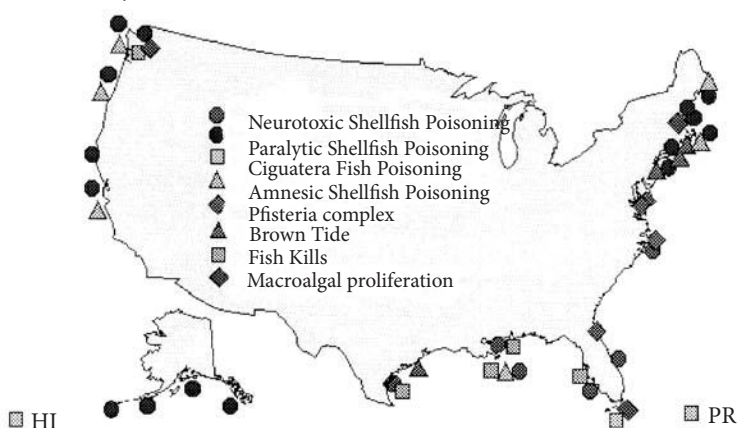 Neurotoxic Shellfish Poisoning
Paralytic Shellfish Poisoning
Ciguatera Fish Poisoning
Amnesic Shellfish Poisoning
Pfisteria complex
Brown Tide
Fish Kills
Macroalgal proliferation
HI
PR